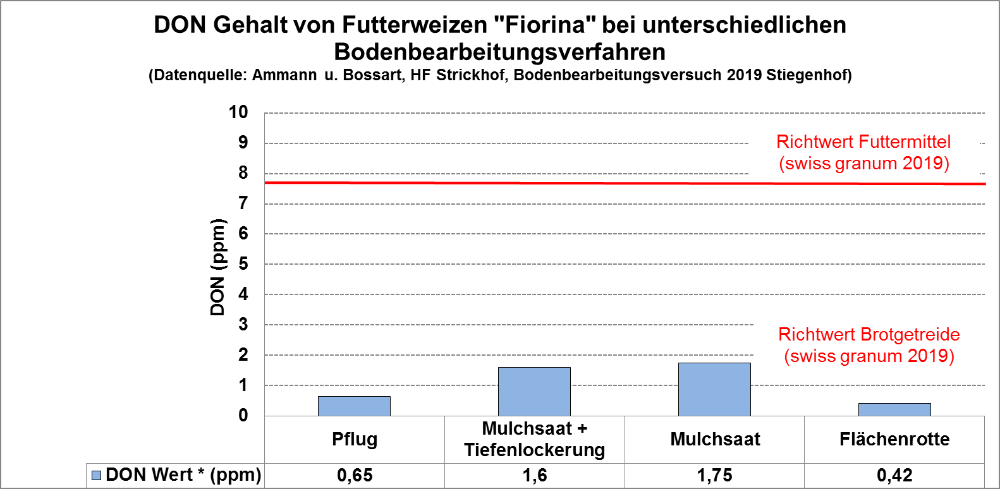 DON Gehalt von Futterweizen "Fiorina" bei unterschiedlichen
Bodenbearbeitungsverfahren
(Datenquelle: Ammann u. Bossart, HF Strickhof, Bodenbearbeitungsversuch 2019 Stiegenhof)
10
9
8
7
6
5
4
3
2
1
0
DON (ppm)
Richtwert Futtermittel
(swiss granum 2019)
Richtwert Brotgetreide
(swiss granum 2019)
Pflug
Mulchsaat +
Tiefenlockerung
Mulchsaat
Flächenrotte
DON Wert * (ppm) 0,65 1,6 1,75 0,42